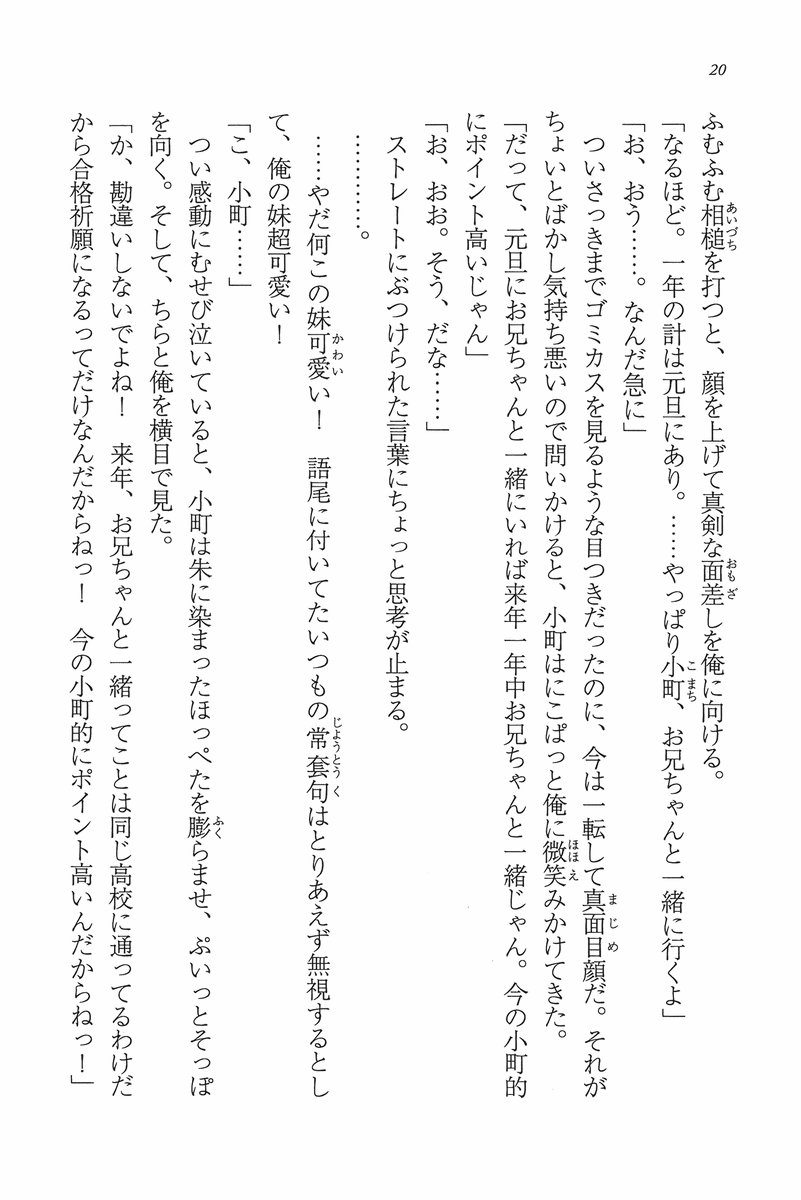 20
ふむふむ相槌を打つと、顔を上げて真剣な面差しを俺に向ける。
「なるほど。一年の計は元旦にあり。……やっぱり小町、お兄ちゃんと一緒に行くよ」
「お、おう……。なんだ急に」
ついさっきまでゴミカスを見るような目つきだったのに、今は一転して真面目顔だ。それが
ちょいとばかし気持ち悪いので問いかけると、小町はにこぱっと俺に微笑みかけてきた。
「だって、元旦にお兄ちゃんと一緒にいれば来年一年中お兄ちゃんと一緒じゃん。今の小町的
にポイント高いじゃん」
「お、おお。そう、だな……」
ストレートにぶつけられた言葉にちょっと思考が止まる。
…………。
……やだ何この妹可愛い！　語尾に付いてたいつもの常套句はとりあえず無視するとし
て、俺の妹超可愛い！
「こ、小町……」
つい感動にむせび泣いていると、小町は朱に染まったほっぺたを膨らませ、ぷいっとそっぽ
を向く。そして、ちらと俺を横目で見た。
「か、勘違いしないでよね！　来年、お兄ちゃんと一緒ってことは同じ高校に通ってるわけだ
から合格祈願になるってだけなんだからねっ！　今の小町的にポイント高いんだからねっ！」